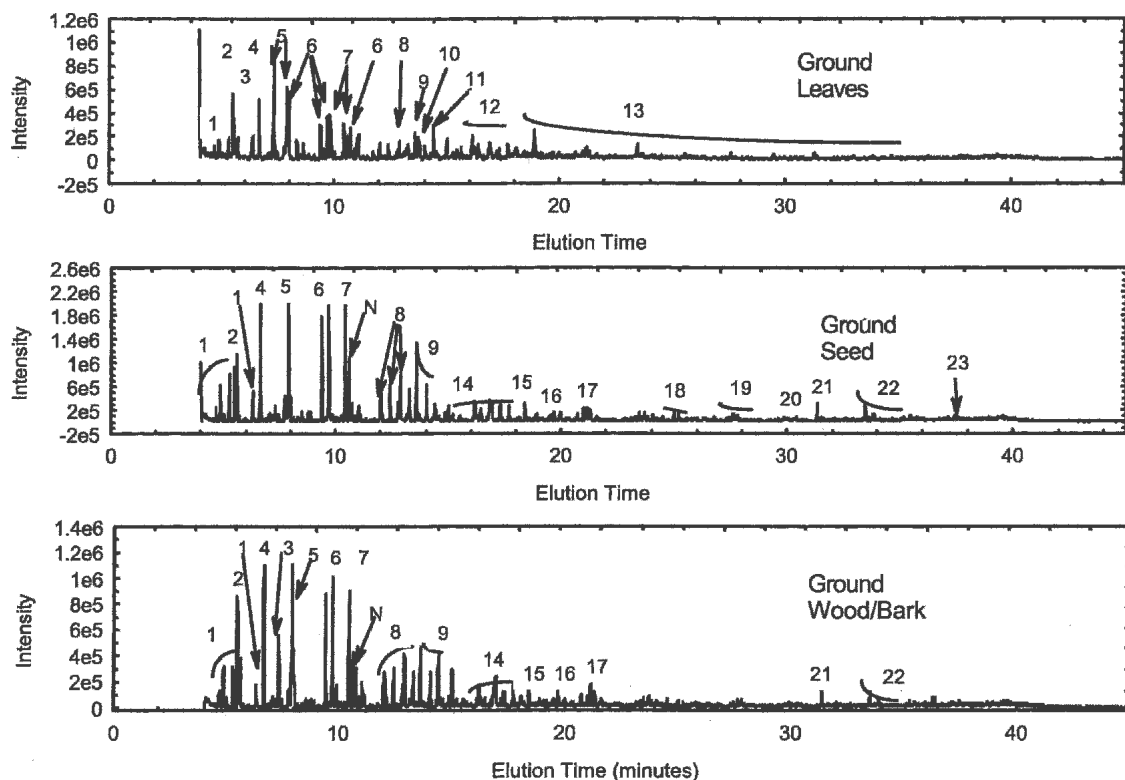 1.2e6
1e6
8e5
6e5
4e5
2e5
0
-2e5
Intensity
1 2 3 4 5 6 7 6 8 9 10 11 12 13
Ground
Leaves
0 10 20 30 40
Elution Time
2.6e6
2.2e6
1.8e6
1.4e6
1e6
6e5
2e5
-2e5
Intensity
1 2 1 4 5 6 7 N 8 9 14 15 16 17 18 19 20 21 22 23
Ground
Seed
0 10 20 30 40
Elution Time
1.4e6
1.2e6
1e6
8e5
6e5
4e5
2e5
0
Intensity
1 2 1 4 3 5 6 7 N 8 9 14 15 16 17 21 22
Ground
Wood/Bark
0 10 20 30 40
Elution Time (minutes)